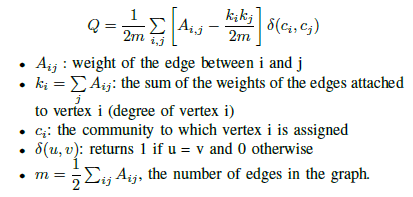 Q = \frac{1}{2m} \sum_{i,j} \left[ A_{i,j} - \frac{k_i k_j}{2m} \right] \delta(c_i, c_j)
• A_{ij} : weight of the edge between i and j
• k_i = \sum_j A_{ij}: the sum of the weights of the edges attached
to vertex i (degree of vertex i)
• c_i: the community to which vertex i is assigned
• δ(u, v): returns 1 if u = v and 0 otherwise
• m = \frac{1}{2} \sum_{ij} A_{ij}, the number of edges in the graph.